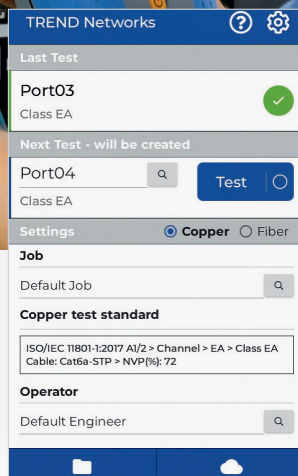 TREND Networks
Last Test
Port03
Class EA
Next Test - will be created
Port04
Test
Class EA
Settings
Copper
Fiber
Job
Default Job
Copper test standard
ISO/IEC 11801-1:2017 A1/2 > Channel > EA > Class EA
Cable: Cat6a-STP > NVP(%): 72
Operator
Default Engineer